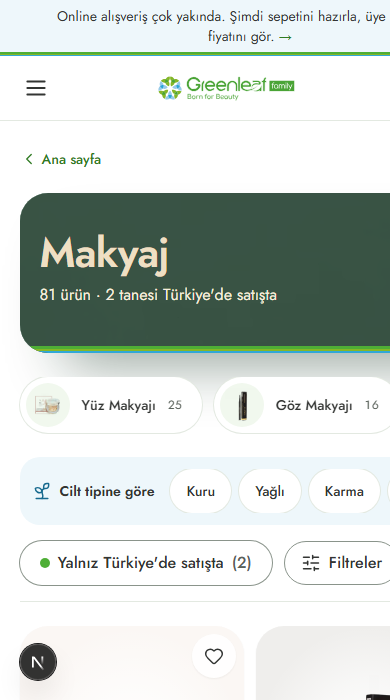 Online alışveriş çok yakında. Şimdi sepetini hazırla, üye
fiyatını gör. →
Greenleaf family
Born for Beauty
Ana sayfa
Makyaj
81 ürün · 2 tanesi Türkiye'de satışta
Yüz Makyajı 25
Göz Makyajı 16
Cilt tipine göre Kuru Yağlı Karma
Yalnız Türkiye'de satışta (2) Filtreler
N